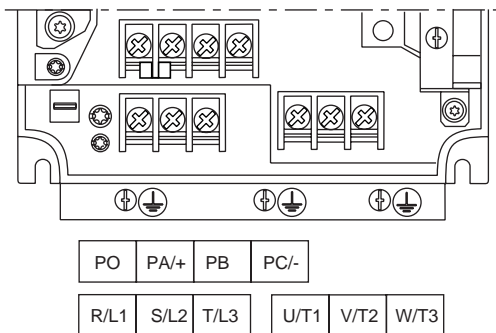 PO PA/+ PB PC/-
R/L1 S/L2 T/L3 U/T1 V/T2 W/T3